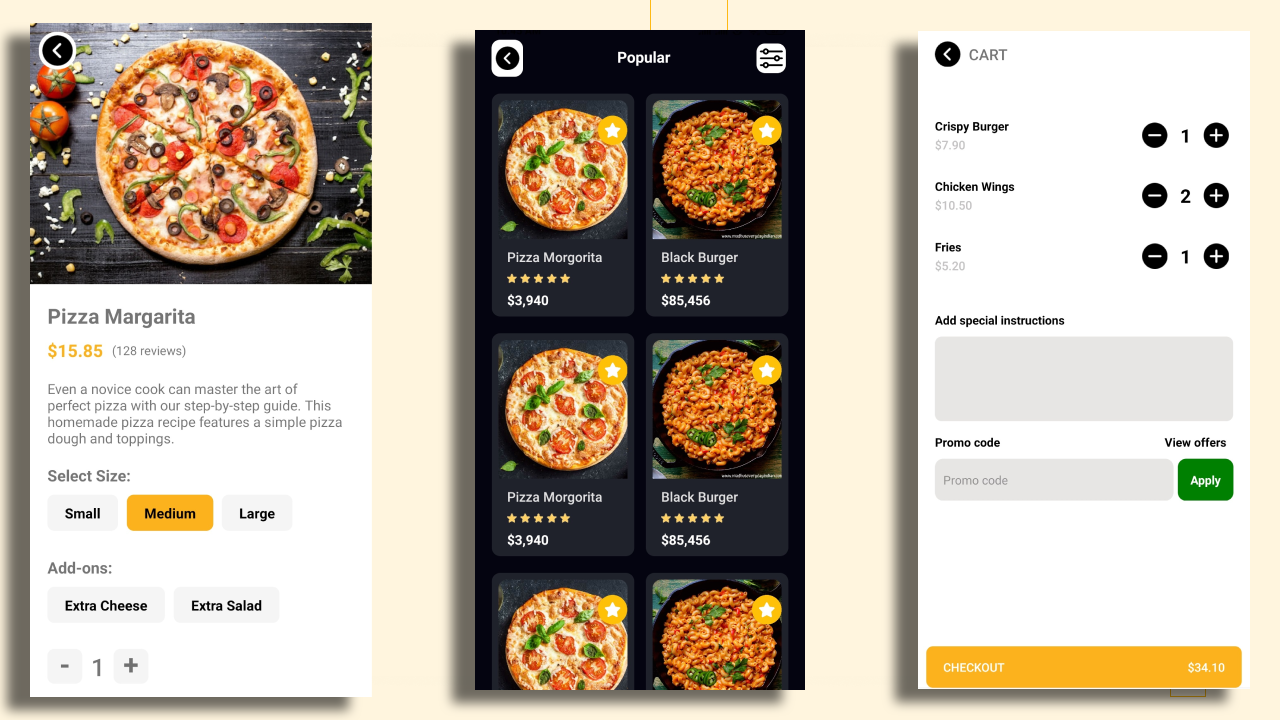 Pizza Margarita
$15.85 (128 reviews)
Even a novice cook can master the art of
perfect pizza with our step-by-step guide. This
homemade pizza recipe features a simple pizza
dough and toppings.
Select Size:
Small Medium Large
Add-ons:
Extra Cheese Extra Salad
- 1 +
Popular
Pizza Morgorita Black Burger
$3,940 $85,456
Pizza Morgorita Black Burger
$3,940 $85,456
CART
Crispy Burger
$7.90
1
Chicken Wings
$10.50
2
Fries
$5.20
1
Add special instructions
Promo code View offers
Promo code Apply
CHECKOUT $34.10